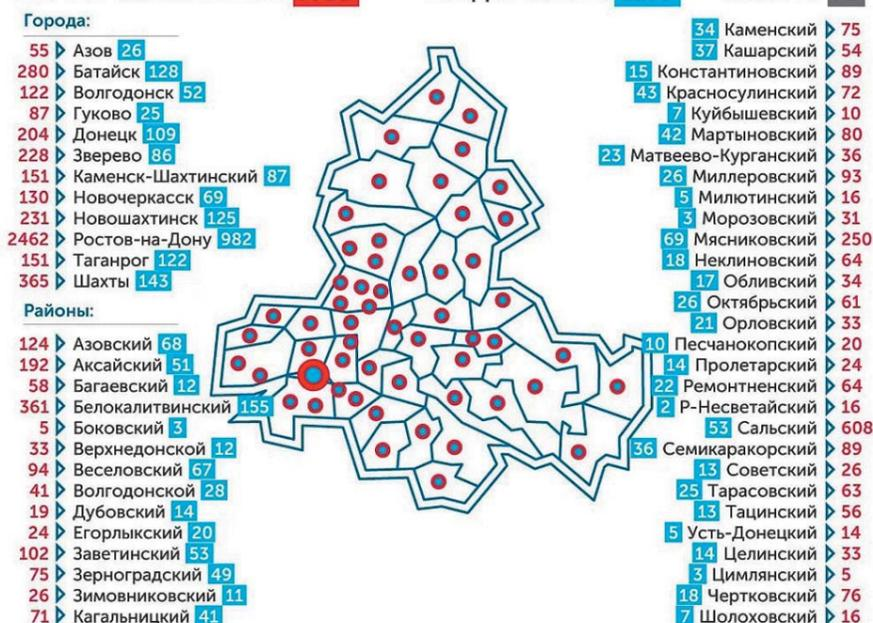 Города:
55 Азов 26
280 Батайск 128
122 Волгодонск 52
87 Гуково 25
204 Донецк 109
228 Зверево 86
151 Каменск-Шахтинский 87
130 Новочеркасск 69
231 Новошахтинск 125
2462 Ростов-на-Дону 982
151 Таганрог 122
365 Шахты 143
Районы:
124 Азовский 68
192 Аксайский 51
58 Багаевский 12
361 Белокалитвинский 155
5 Боковский 3
33 Верхнедонской 12
94 Веселовский 67
41 Волгодонской 28
19 Дубовский 14
24 Егорлыкский 20
102 Заветинский 53
75 Зерноградский 49
26 Зимовниковский 11
71 Кагальницкий 41
34 Каменский 75
37 Кашарский 54
15 Константиновский 89
43 Красносулинский 72
7 Куйбышевский 10
42 Мартыновский 80
23 Матвеево-Курганский 36
26 Миллеровский 93
5 Милютинский 16
3 Морозовский 31
69 Мясниковский 250
18 Неклиновский 64
17 Обливский 34
26 Октябрьский 61
21 Орловский 33
10 Песчанокопский 20
14 Пролетарский 24
22 Ремонтненский 64
2 Р-Несветайский 16
53 Сальский 608
36 Семикаракорский 89
13 Советский 26
25 Тарасовский 63
13 Тацинский 56
5 Усть-Донецкий 14
14 Целинский 33
3 Цимлянский 5
18 Чертковский 76
7 Шолоховский 16